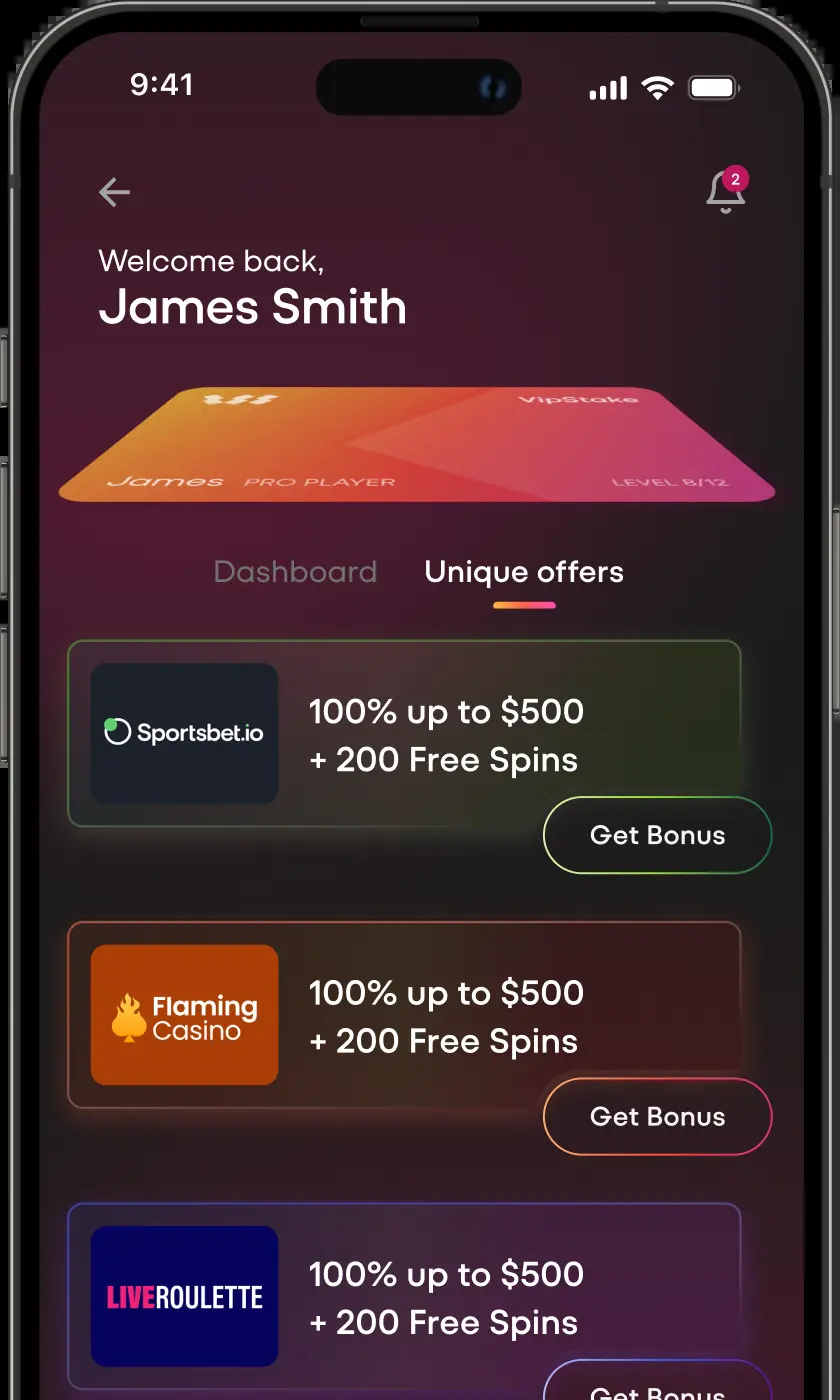 9:41
2
Welcome back,
James Smith
VipStake
James PRO PLAYER
LEVEL 8/12
Dashboard
Unique offers
Sportsbet.io
100% up to $500
+ 200 Free Spins
Get Bonus
Flaming
Casino
100% up to $500
+ 200 Free Spins
Get Bonus
LIVEROULETTE
100% up to $500
+ 200 Free Spins
Get Bonus